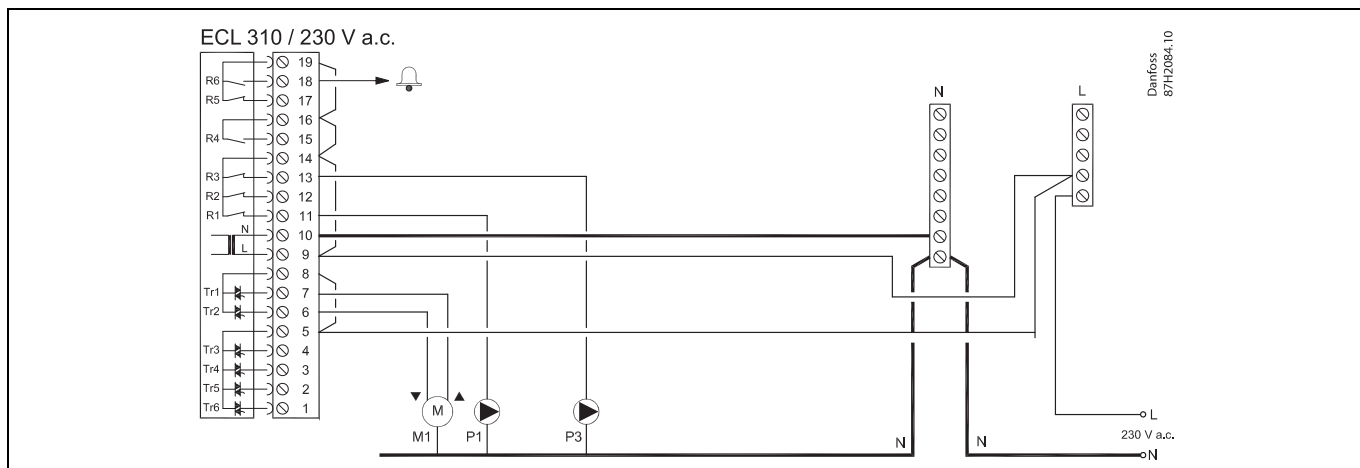 ECL 310 / 230 V a.c.
19
R6 18
R5 17
16
R4 15
14
R3 13
R2 12
R1 11
N 10
L 9
8
Tr1 7
Tr2 6
5
Tr3 4
Tr4 3
Tr5 2
Tr6 1
N
L
Danfoss
87H2084.10
M
M1 P1 P3
N N
L
230 V a.c.
N